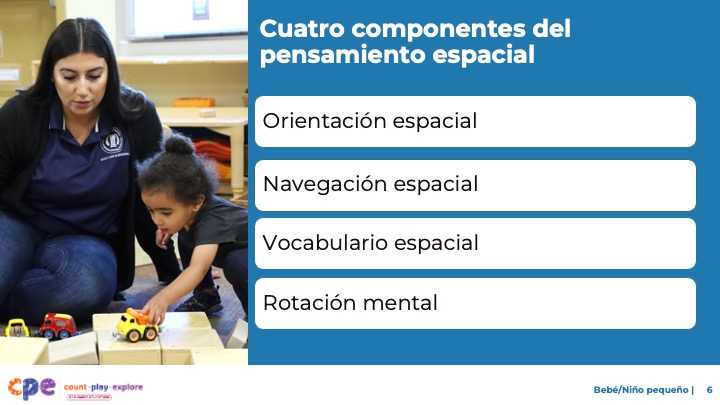 Cuatro componentes del
pensamiento espacial
Orientación espacial
Navegación espacial
Vocabulario espacial
Rotación mental
cpe count-play-explore
Bebé/Niño pequeño | 6